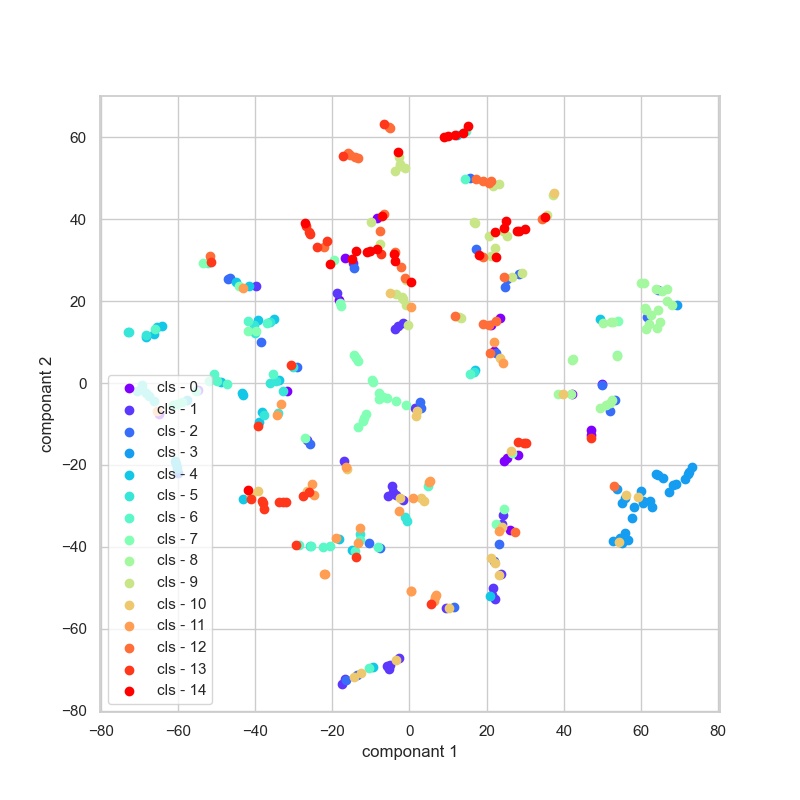 60
40
20
0
−20
−40
−60
−80
componant 2
cls - 0
cls - 1
cls - 2
cls - 3
cls - 4
cls - 5
cls - 6
cls - 7
cls - 8
cls - 9
cls - 10
cls - 11
cls - 12
cls - 13
cls - 14
−80 −60 −40 −20 0 20 40 60 80
componant 1